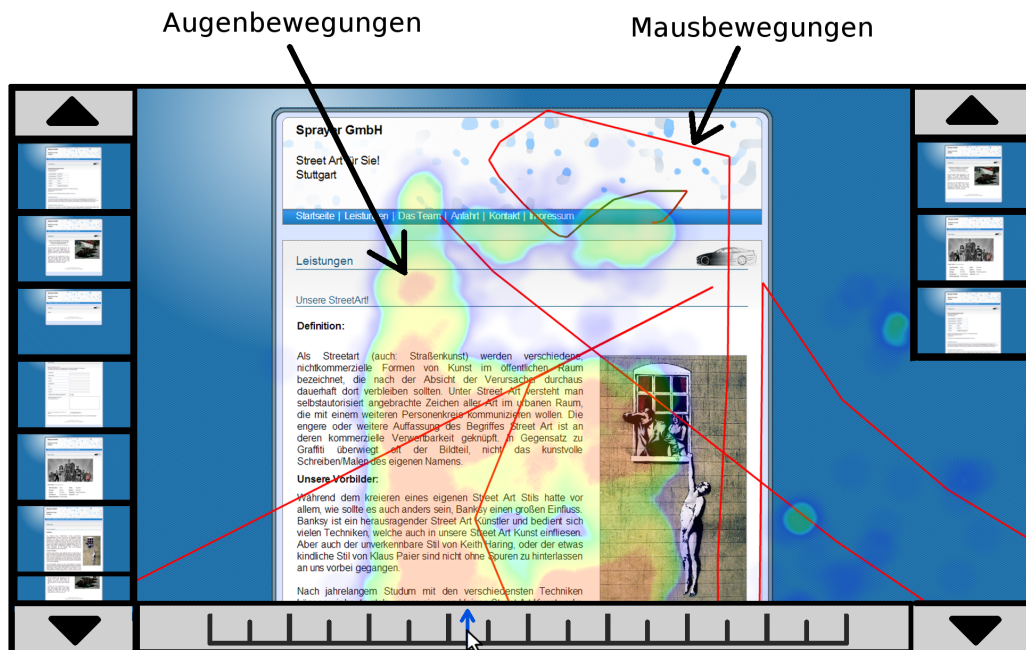 Augenbewegungen
Mausbewegungen
Sprayer GmbH
Street Art für Sie!
Stuttgart
Startseite | Leistungen | Das Team | Anfahrt | Kontakt | Impressum
Leistungen
Unsere StreetArt!
Definition:
Als Streetart (auch: Straßenkunst) werden verschiedene,
nichtkommerzielle Formen von Kunst im öffentlichen Raum
bezeichnet, die nach der Absicht der Verursacher durchaus
dauerhaft dort verbleiben sollten. Unter Street Art versteht man
selbstautorisiert angebrachte Zeichen aller Art im urbanen Raum,
die mit einem weiteren Personenkreis kommunizieren wollen. Die
engere oder weitere Auffassung des Begriffes Street Art ist an
deren kommerzielle Verwertbarkeit geknüpft. In Gegensatz zu
Graffiti überwiegt oft der Bildteil, nicht das kunstvolle
Schreiben/Malen des eigenen Namens.
Unsere Vorbilder:
Während dem kreieren eines eigenen Street Art Stils hatte vor
allem, wie sollte es auch anders sein, Banksy einen großen Einfluss.
Banksy ist ein herausragender Street Art Künstler und bedient sich
vielen Techniken, welche auch in unsere Street Art Kunst einfliesen.
Aber auch der unverkennbare Stil von Keith Haring, oder der etwas
kindliche Stil von Klaus Paier sind nicht ohne Spuren zu hinterlassen
an uns vorbei gegangen.
Nach jahrelangem Studum mit den verschiedensten Techniken